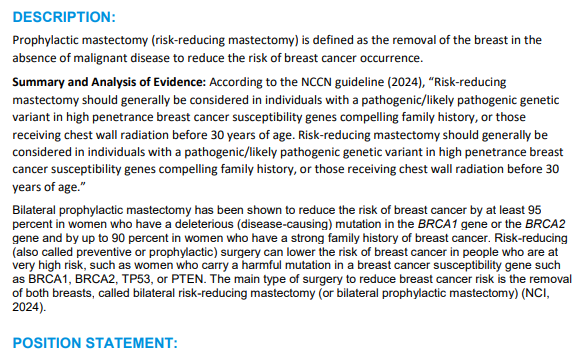 DESCRIPTION:
Prophylactic mastectomy (risk-reducing mastectomy) is defined as the removal of the breast in the
absence of malignant disease to reduce the risk of breast cancer occurrence.
Summary and Analysis of Evidence: According to the NCCN guideline (2024), “Risk-reducing
mastectomy should generally be considered in individuals with a pathogenic/likely pathogenic genetic
variant in high penetrance breast cancer susceptibility genes compelling family history, or those
receiving chest wall radiation before 30 years of age. Risk-reducing mastectomy should generally be
considered in individuals with a pathogenic/likely pathogenic genetic variant in high penetrance breast
cancer susceptibility genes compelling family history, or those receiving chest wall radiation before 30
years of age.”
Bilateral prophylactic mastectomy has been shown to reduce the risk of breast cancer by at least 95
percent in women who have a deleterious (disease-causing) mutation in the BRCA1 gene or the BRCA2
gene and by up to 90 percent in women who have a strong family history of breast cancer. Risk-reducing
(also called preventive or prophylactic) surgery can lower the risk of breast cancer in people who are at
very high risk, such as women who carry a harmful mutation in a breast cancer susceptibility gene such
as BRCA1, BRCA2, TP53, or PTEN. The main type of surgery to reduce breast cancer risk is the removal
of both breasts, called bilateral risk-reducing mastectomy (or bilateral prophylactic mastectomy) (NCI,
2024).
POSITION STATEMENT: